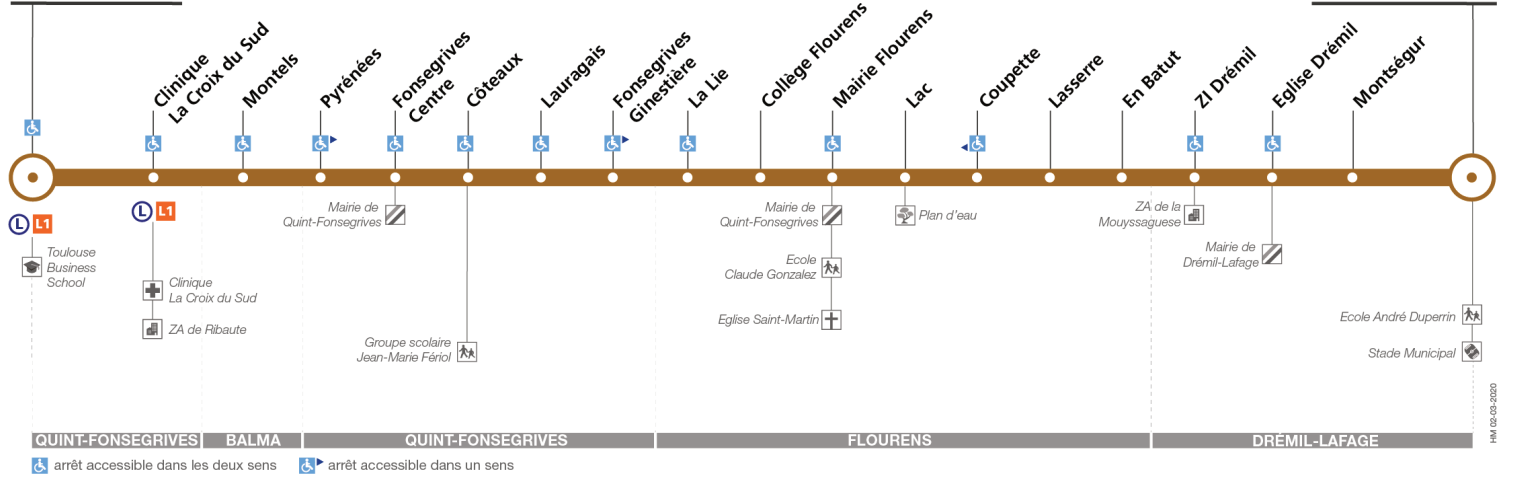 Clinique
La Croix du Sud
Montels
Pyrénées
Fonsegrives
Centre
Côteaux
Lauragais
Fonsegrives
Ginestière
La Lie
Collège Flourens
Mairie Flourens
Lac
Coupette
Lasserre
En Batut
ZI Drémil
Eglise Drémil
Montségur
L L1
L L1
Toulouse
Business
School
Clinique
La Croix du Sud
ZA de Ribaute
Mairie de
Quint-Fonsegrives
Groupe scolaire
Jean-Marie Fériol
Mairie de
Quint-Fonsegrives
Ecole
Claude Gonzalez
Eglise Saint-Martin
Plan d'eau
ZA de la
Mouyssaguese
Mairie de
Drémil-Lafage
Ecole André Duperrin
Stade Municipal
HM 02-03-2020
QUINT-FONSEGRIVES
BALMA
QUINT-FONSEGRIVES
FLOURENS
DRÉMIL-LAFAGE
arrêt accessible dans les deux sens
arrêt accessible dans un sens